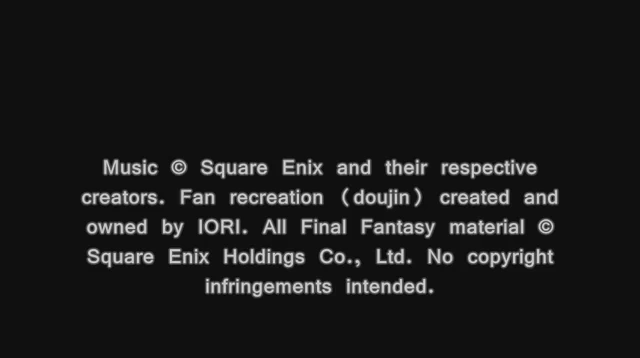 Music © Square Enix and their respective
creators. Fan recreation (doujin) created and
owned by IORI. All Final Fantasy material ©
Square Enix Holdings Co., Ltd. No copyright
infringements intended.